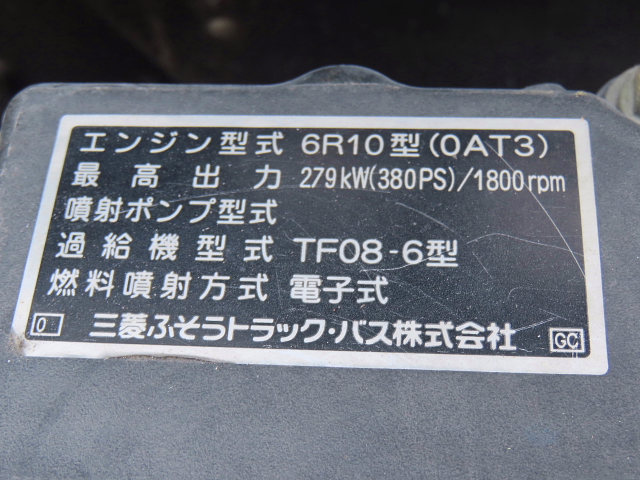 エンジン型式 6R10型(0AT3)
最高出力 279kW(380PS)/1800rpm
噴射ポンプ型式
過給機型式 TF08-6型
燃料噴射方式 電子式
0 三菱ふそうトラック・バス株式会社 GC